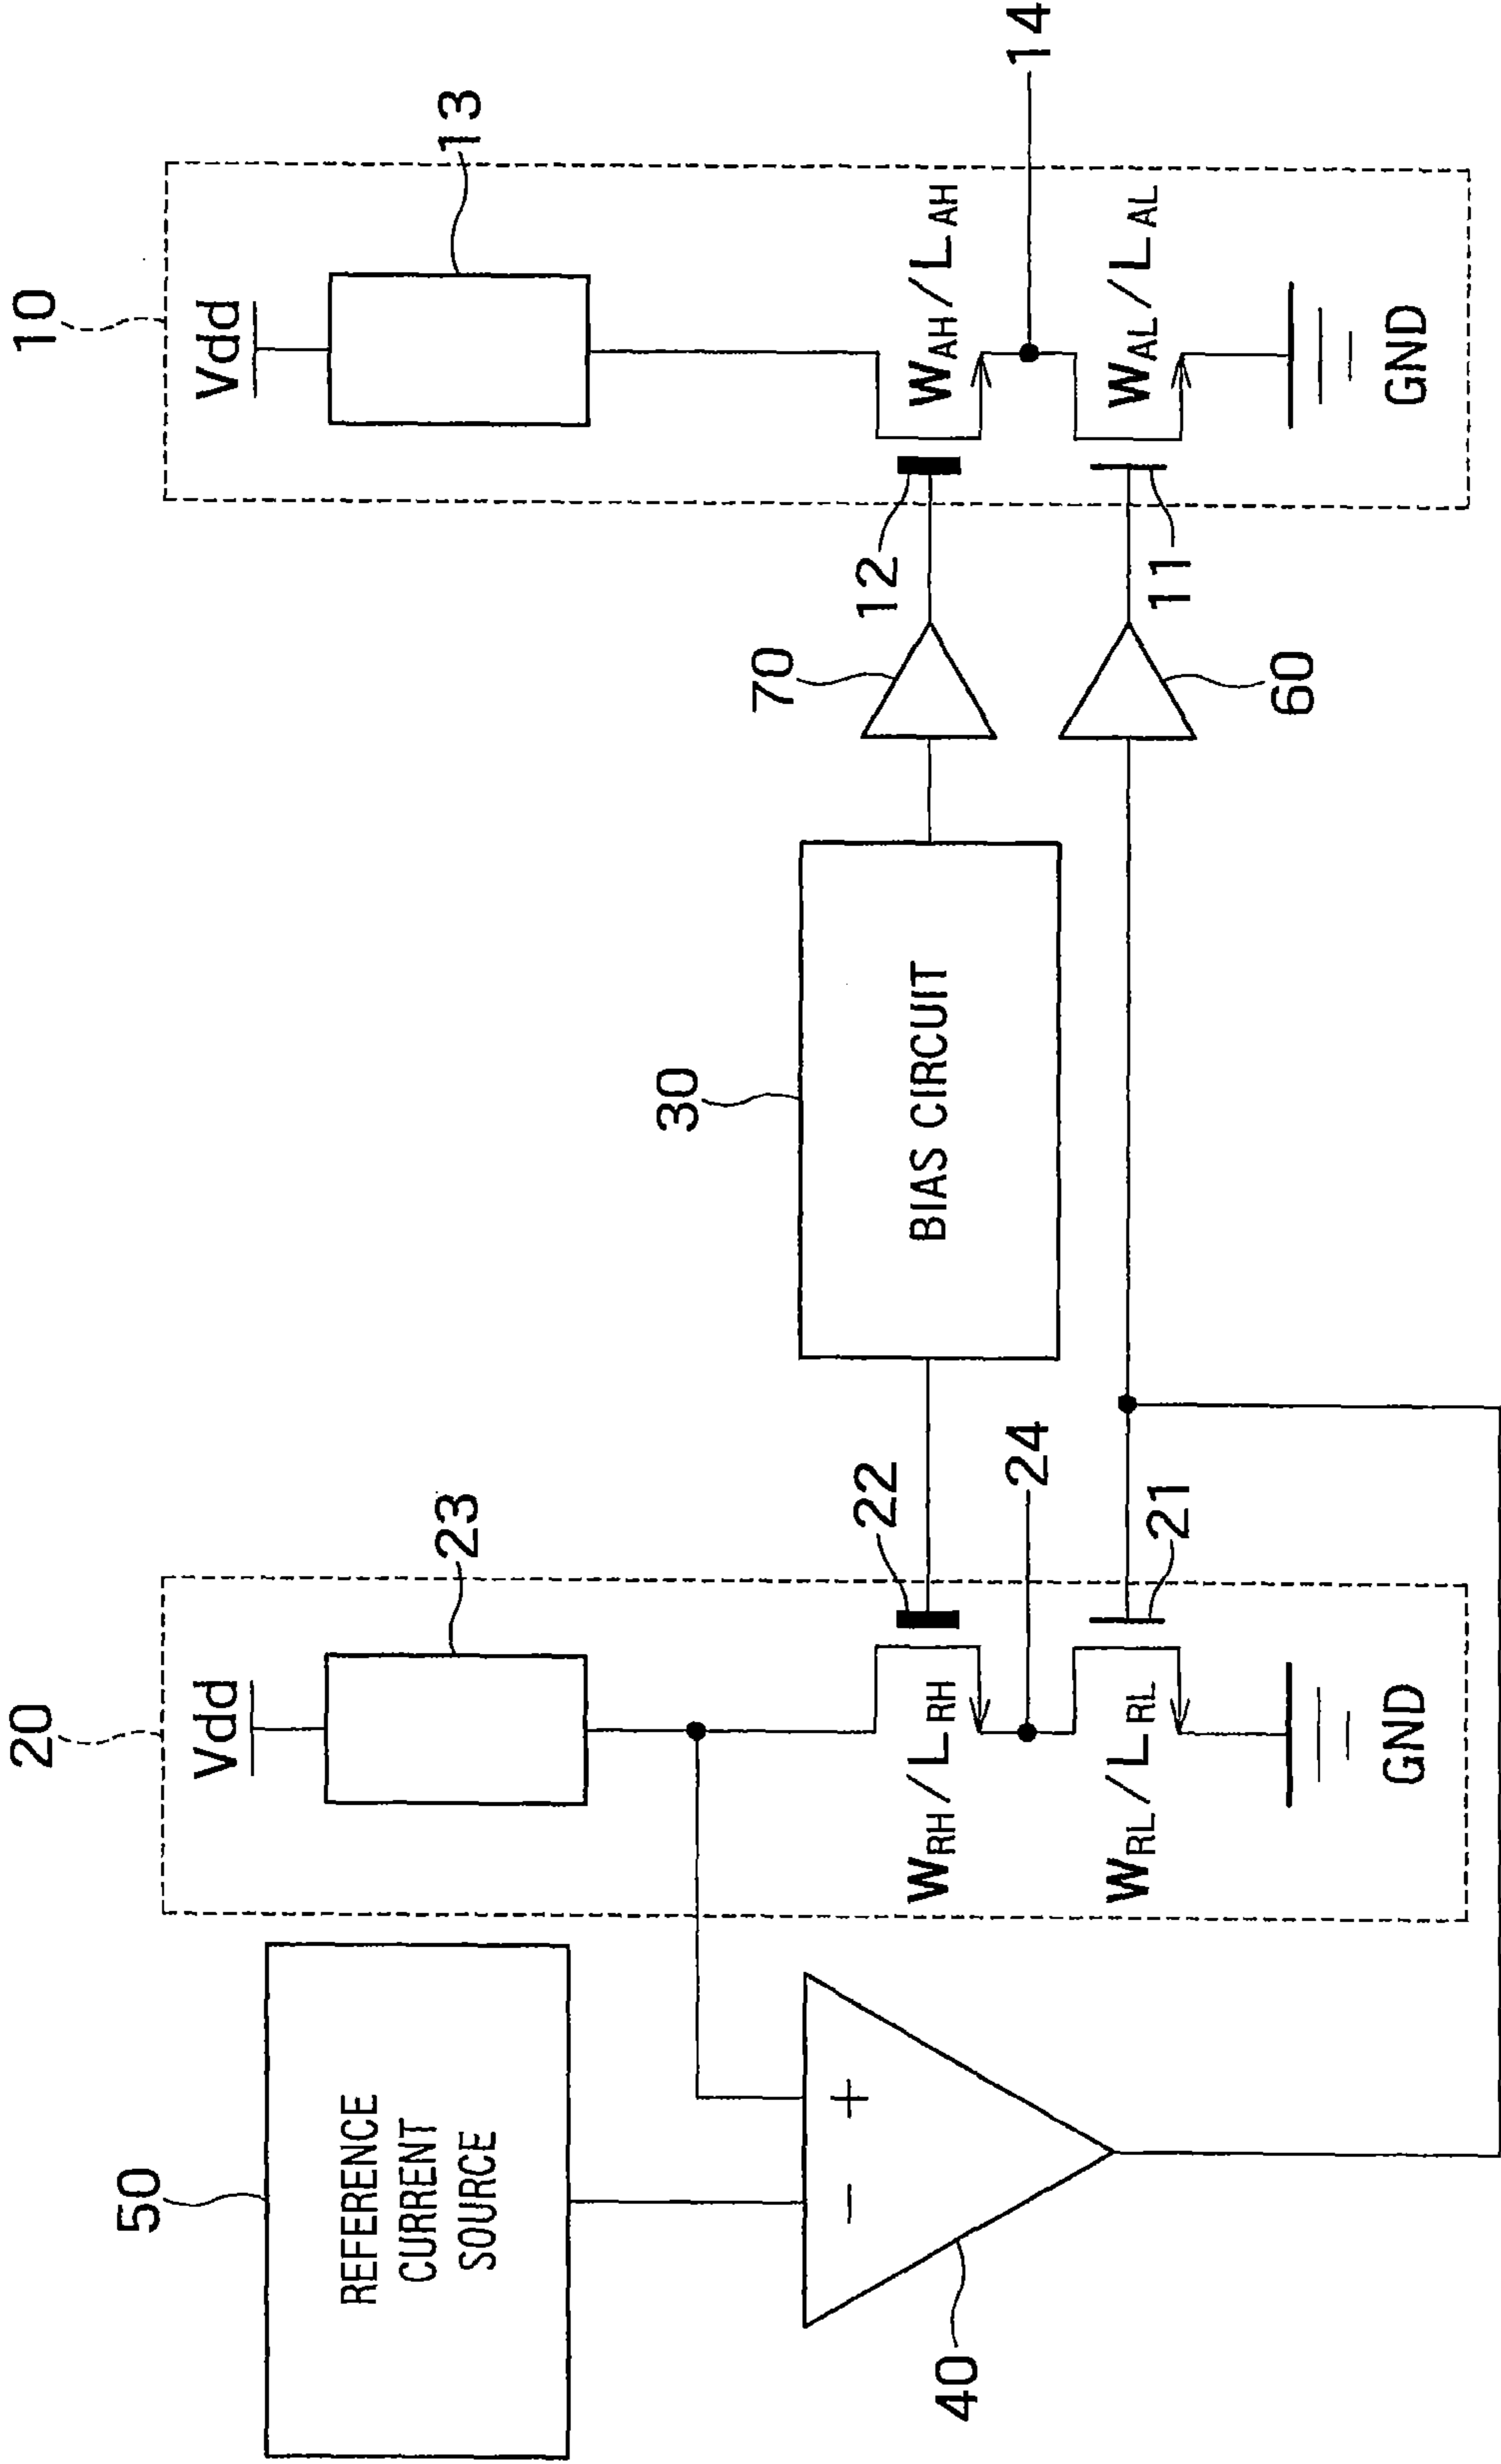 10
20
Vdd
Vdd
13
23
50
REFERENCE
CURRENT
SOURCE
30
BIAS CIRCUIT
70
12
22
WRH/LRH
WAH/LAH
40
−
+
24
14
WRL/LRL
WAL/LAL
21
11
60
GND
GND